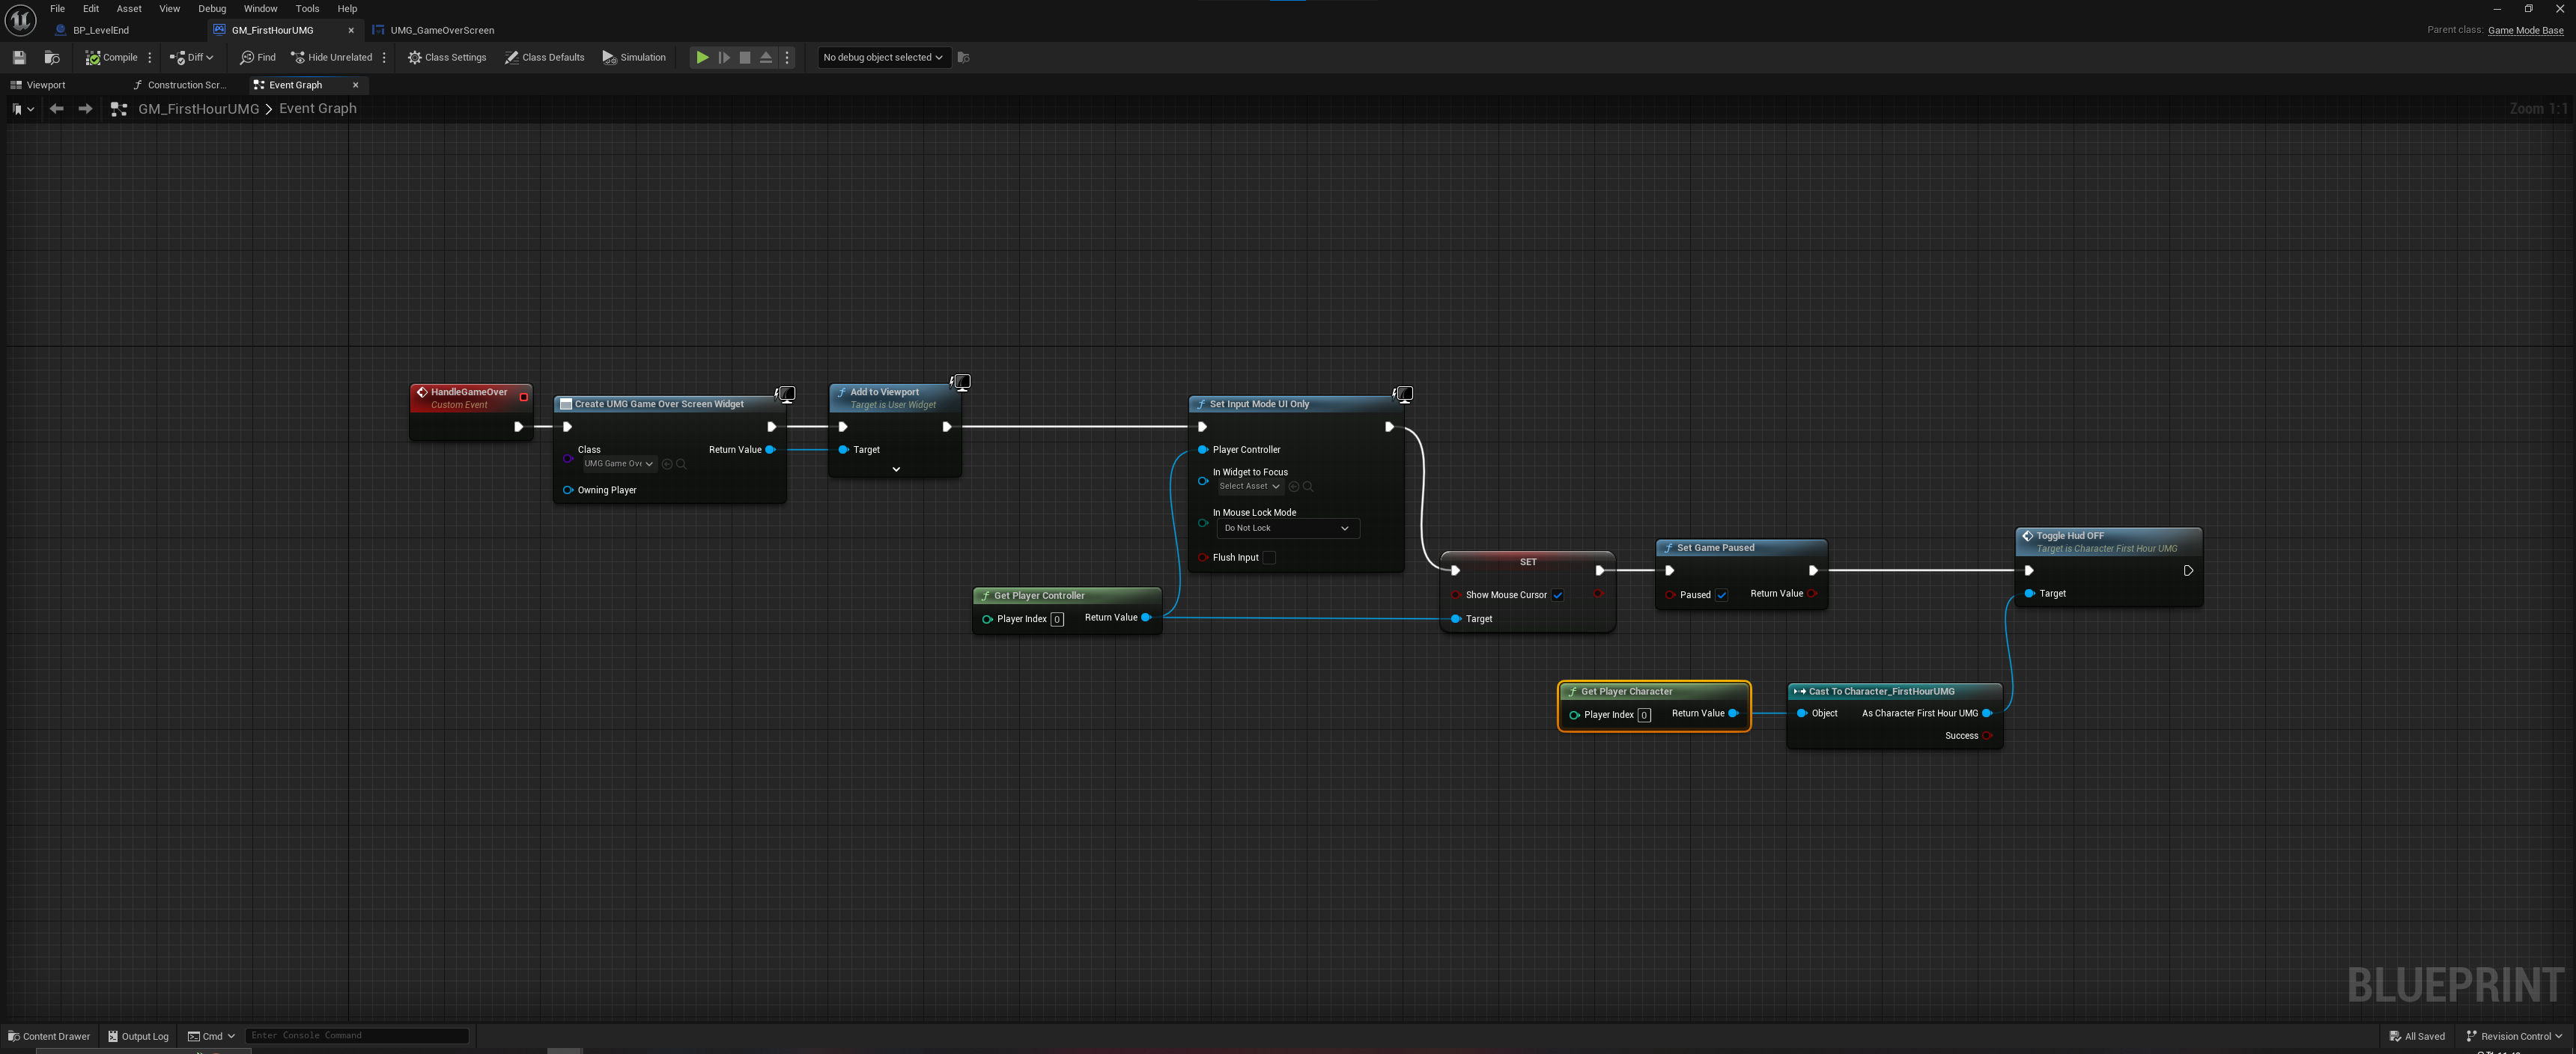 File Edit Asset View Window Debug Tools Help
BP_LevelEnd GM_FirstHourUMG UMG_GameOverScreen
Parent class: Game Mode Base
Compile Diff Find Hide Unrelated Class Settings Class Defaults Simulation No debug object selected
Viewport Construction Scr... Event Graph
GM_FirstHourUMG > Event Graph
Zoom 1:1
HandleGameOver
Custom Event
Create UMG Game Over Screen Widget
Class
UMG Game Ove
Return Value
Owning Player
Add to Viewport
Target is User Widget
Target
Set Input Mode UI Only
Player Controller
In Widget to Focus
Select Asset
In Mouse Lock Mode
Do Not Lock
Flush Input
Get Player Controller
Player Index 0 Return Value
SET
Show Mouse Cursor
Target
Set Game Paused
Paused Return Value
Toggle Hud OFF
Target is Character First Hour UMG
Target
Get Player Character
Player Index 0 Return Value
Cast To Character_FirstHourUMG
Object As Character First Hour UMG
Success
BLUEPRINT
Content Drawer Output Log Cmd Enter Console Command
All Saved Revision Control